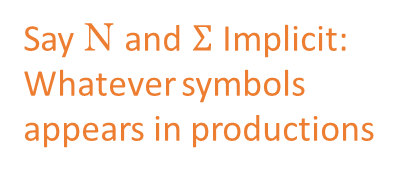 Say N and Σ Implicit:
Whatever symbols
appears in productions